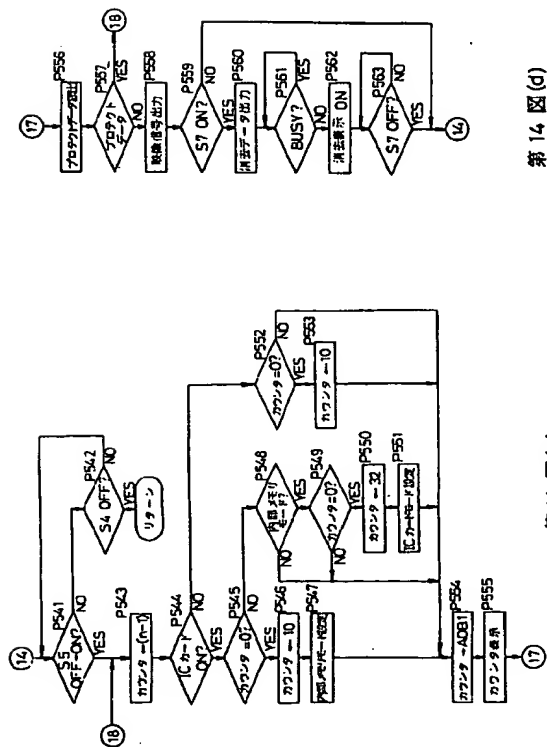 14
P541
S5
OFF→ON?
NO
YES
P542
S4 OFF?
NO
YES
リターン
18
P543
カウンタ←(n-1)
P544
ICカード
ON?
NO
YES
P545
カウンタ=0?
NO
YES
P546
カウンタ←10
P547
内部メモリモード設定
P548
内部メモリ
モード?
NO
YES
P549
カウンタ=0?
NO
YES
P550
カウンタ←32
P551
ICカードモード設定
P552
カウンタ=0?
NO
YES
P553
カウンタ←10
P554
カウンタ→ADB1
P555
カウンタ表示
17
17
P556
プロテクトデータ読出
P557
プロテクト
データ?
YES
18
NO
P558
映像信号出力
P559
S7 ON?
NO
YES
P560
消去データ出力
P561
BUSY?
YES
NO
P562
消去表示 ON
P563
S7 OFF?
NO
YES
14
第 14 図(d)